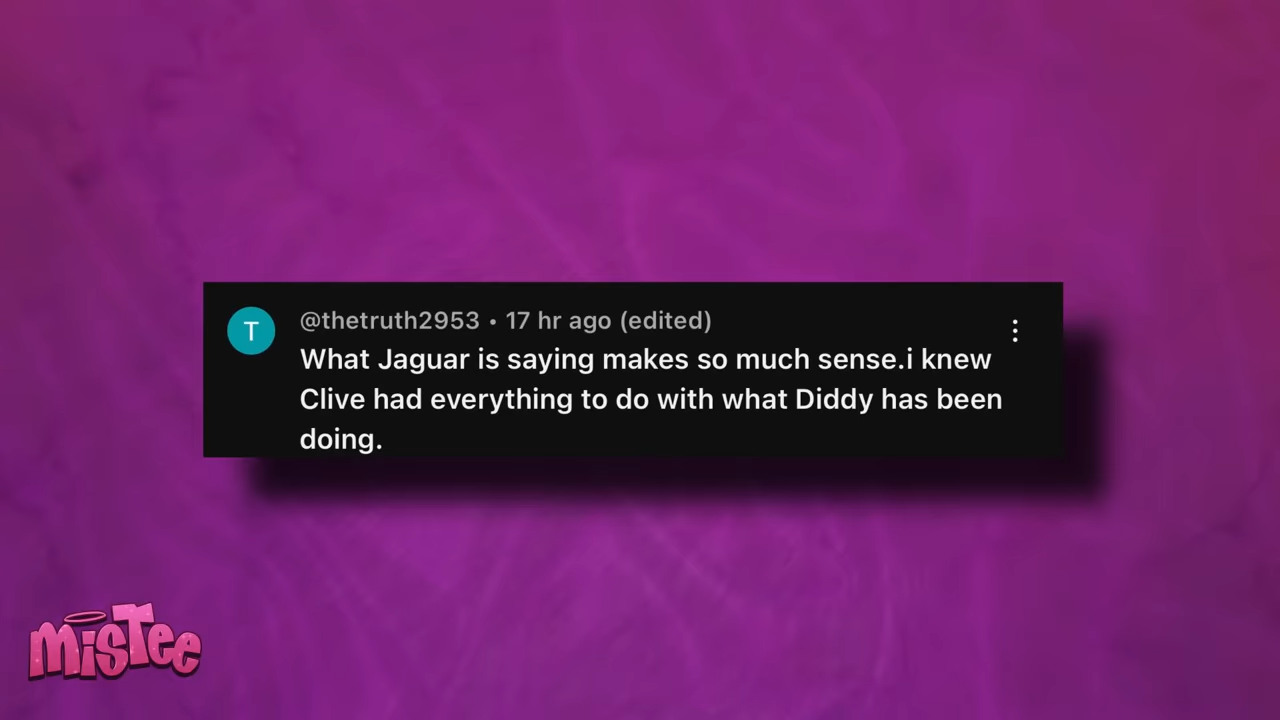 T
@thetruth2953 • 17 hr ago (edited)
What Jaguar is saying makes so much sense.i knew
Clive had everything to do with what Diddy has been
doing.
MisTee